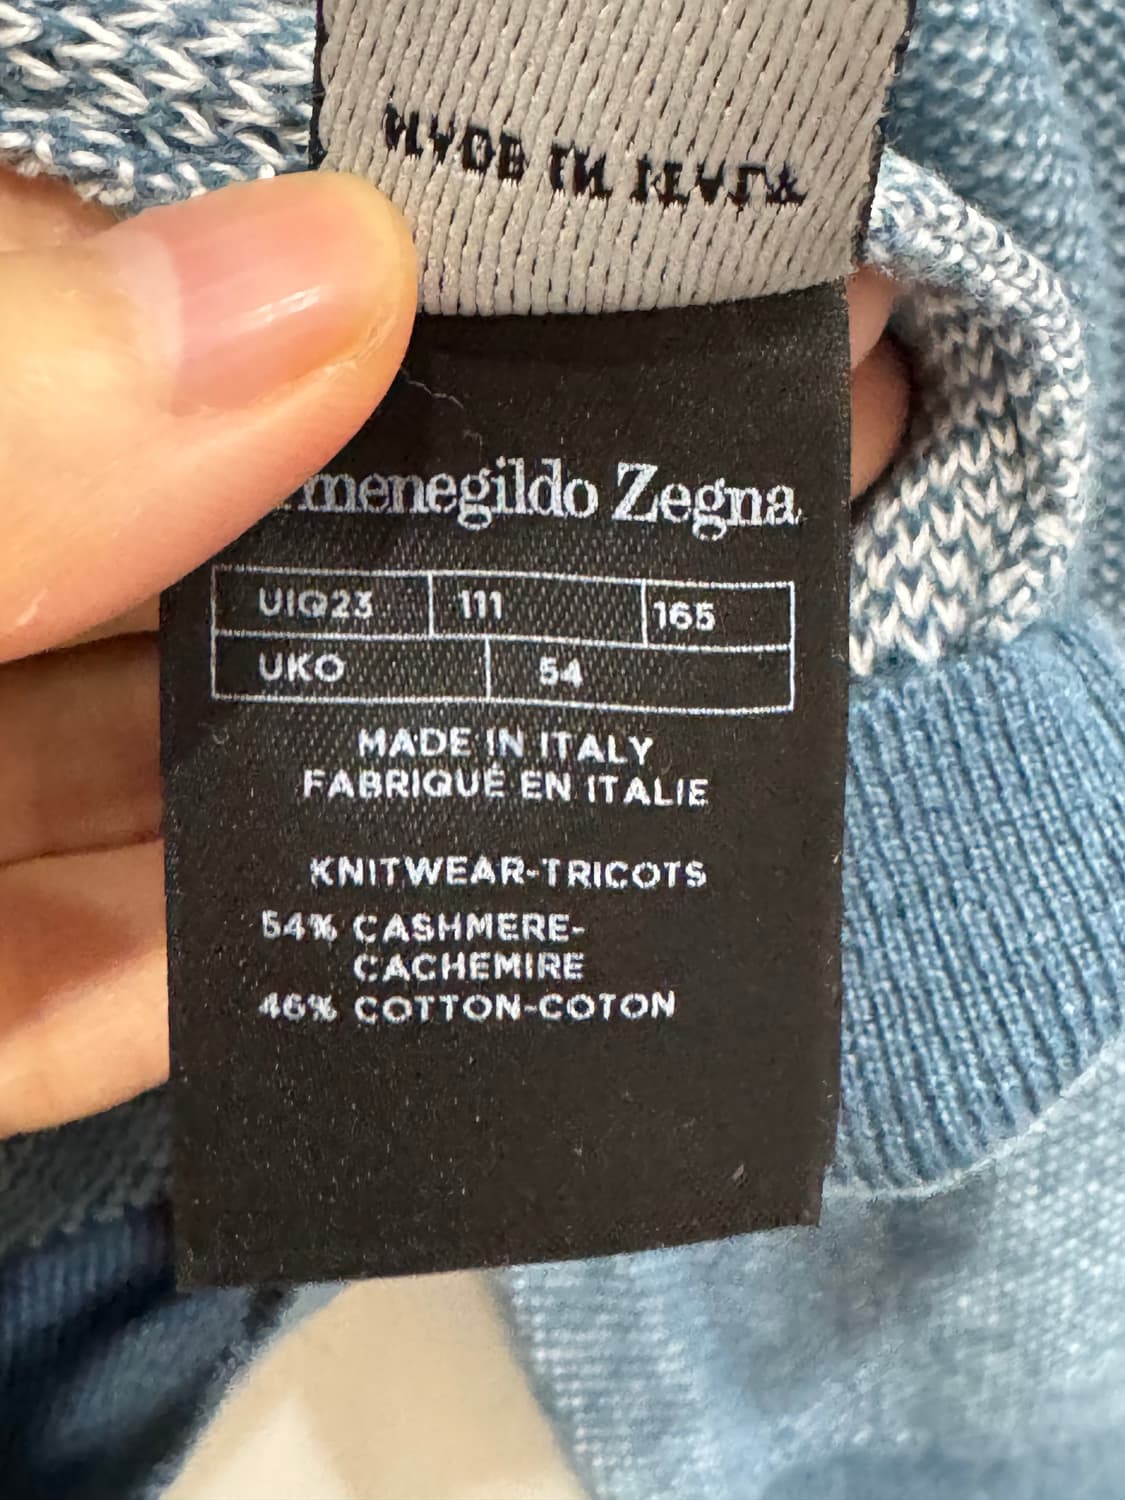 MADE IN ITALY
rmenegildo Zegna
UIQ23 111 165
UKO 54
MADE IN ITALY
FABRIQUÉ EN ITALIE
KNITWEAR-TRICOTS
54% CASHMERE-
CACHEMIRE
46% COTTON-COTON